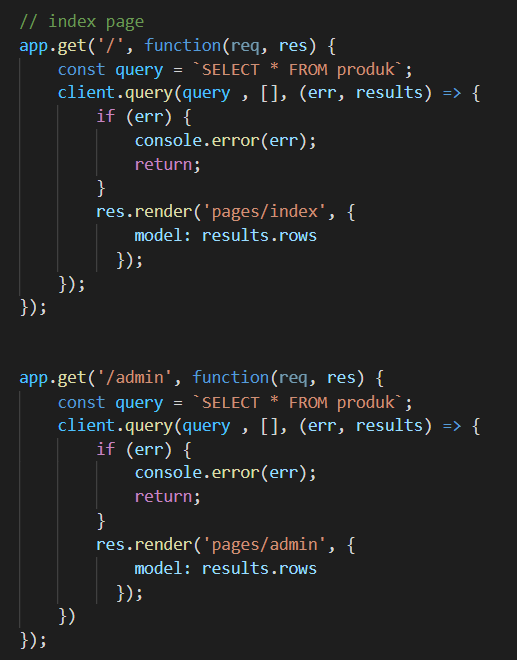 // index page
app.get('/', function(req, res) {
    const query = `SELECT * FROM produk`;
    client.query(query , [], (err, results) => {
        if (err) {
            console.error(err);
            return;
        }
        res.render('pages/index', {
            model: results.rows
          });
    });
});
app.get('/admin', function(req, res) {
    const query = `SELECT * FROM produk`;
    client.query(query , [], (err, results) => {
        if (err) {
            console.error(err);
            return;
        }
        res.render('pages/admin', {
            model: results.rows
          });
    })
});